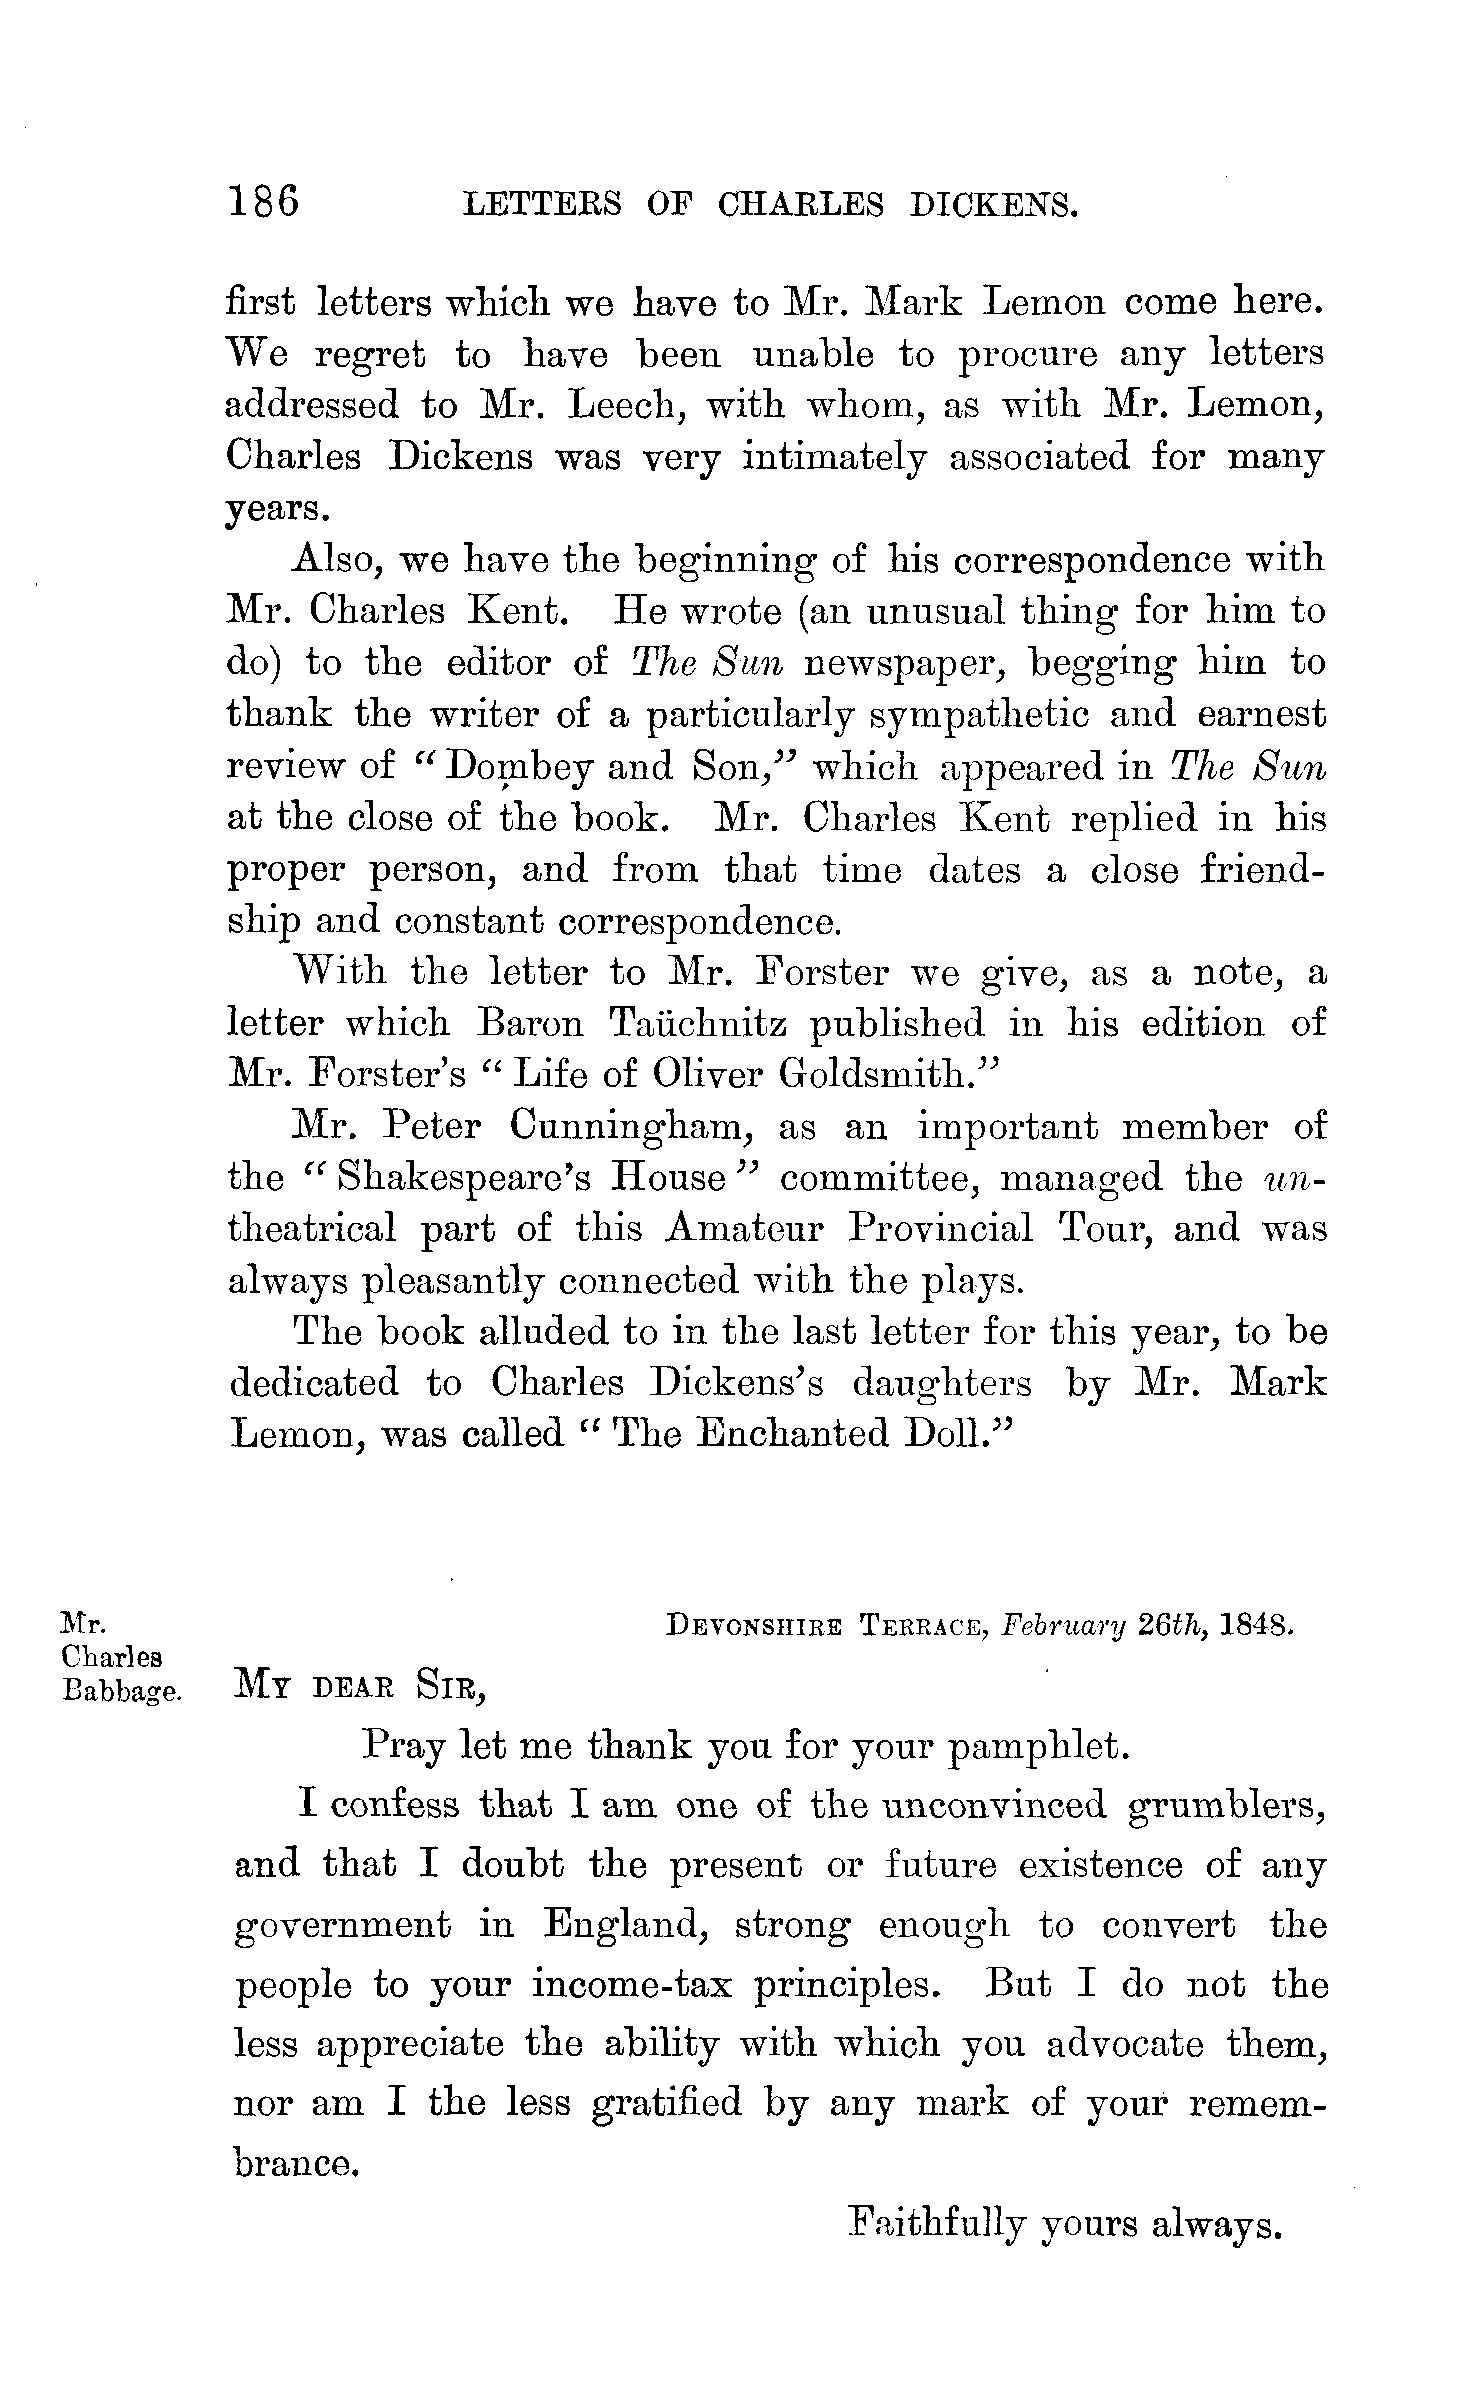 186 LETTERS OF CHARLES DICKENS.
first letters which we have to Mr. Mark Lemon come here.
We regret to have been unable to procure any letters
addressed to Mr. Leech, with whom, as with Mr. Lemon,
Charles Dickens was very intimately associated for many
years.
Also, we have the beginning of his correspondence with
Mr. Charles Kent. He wrote (an unusual thing for him to
do) to the editor of The Sun newspaper, begging him to
thank the writer of a particularly sympathetic and earnest
review of “Dombey and Son,” which appeared in The Sun
at the close of the book. Mr. Charles Kent replied in his
proper person, and from that time dates a close friend-
ship and constant correspondence.
With the letter to Mr. Forster we give, as a note, a
letter which Baron Taüchnitz published in his edition of
Mr. Forster’s “Life of Oliver Goldsmith.”
Mr. Peter Cunningham, as an important member of
the “Shakespeare’s House” committee, managed the un-
theatrical part of this Amateur Provincial Tour, and was
always pleasantly connected with the plays.
The book alluded to in the last letter for this year, to be
dedicated to Charles Dickens’s daughters by Mr. Mark
Lemon, was called “The Enchanted Doll.”
Mr.
Charles
Babbage.
DEVONSHIRE TERRACE, February 26th, 1848.
MY DEAR SIR,
Pray let me thank you for your pamphlet.
I confess that I am one of the unconvinced grumblers,
and that I doubt the present or future existence of any
government in England, strong enough to convert the
people to your income-tax principles. But I do not the
less appreciate the ability with which you advocate them,
nor am I the less gratified by any mark of your remem-
brance.
Faithfully yours always.